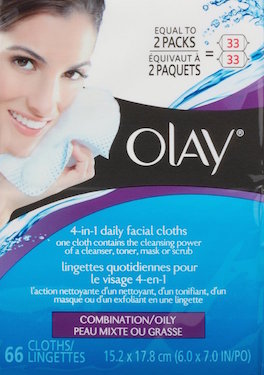 EQUAL TO
2 PACKS
ÉQUIVAUT À
2 PAQUETS
=
33
33
OLAY®
4-in-1 daily facial cloths
one cloth contains the cleansing power
of a cleanser, toner, mask or scrub
lingettes quotidiennes pour
le visage 4-en-1
l'action nettoyante d'un nettoyant, d'un tonifiant, d'un
masque ou d'un exfoliant en une lingette
COMBINATION/OILY
PEAU MIXTE OU GRASSE
66 CLOTHS/
LINGETTES
15.2 x 17.8 cm (6.0 x 7.0 IN/PO)